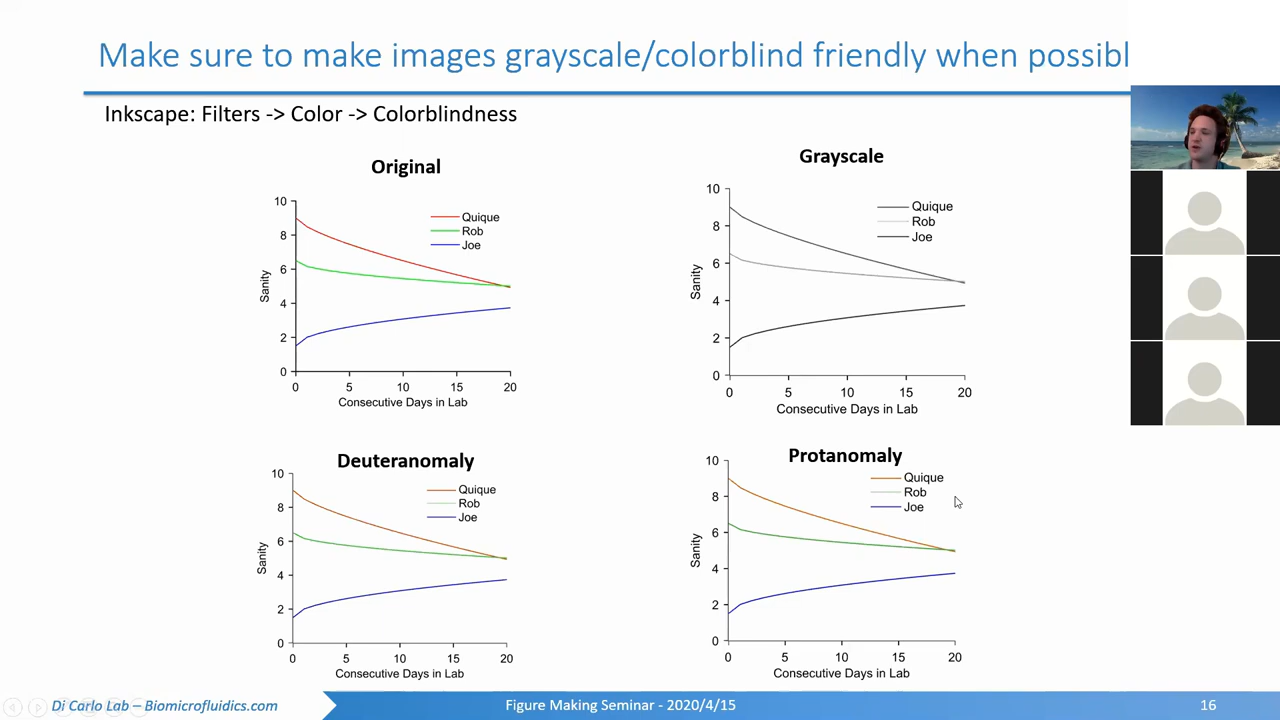 Make sure to make images grayscale/colorblind friendly when possibl
Inkscape: Filters -> Color -> Colorblindness
Original
10
8
6
4
2
0
Sanity
Quique
Rob
Joe
0 5 10 15 20
Consecutive Days in Lab
Grayscale
10
8
6
4
2
0
Sanity
Quique
Rob
Joe
0 5 10 15 20
Consecutive Days in Lab
Deuteranomaly
10
8
6
4
2
0
Sanity
Quique
Rob
Joe
0 5 10 15 20
Consecutive Days in Lab
Protanomaly
10
8
6
4
2
0
Sanity
Quique
Rob
Joe
0 5 10 15 20
Consecutive Days in Lab
Di Carlo Lab – Biomicrofluidics.com
Figure Making Seminar - 2020/4/15
16